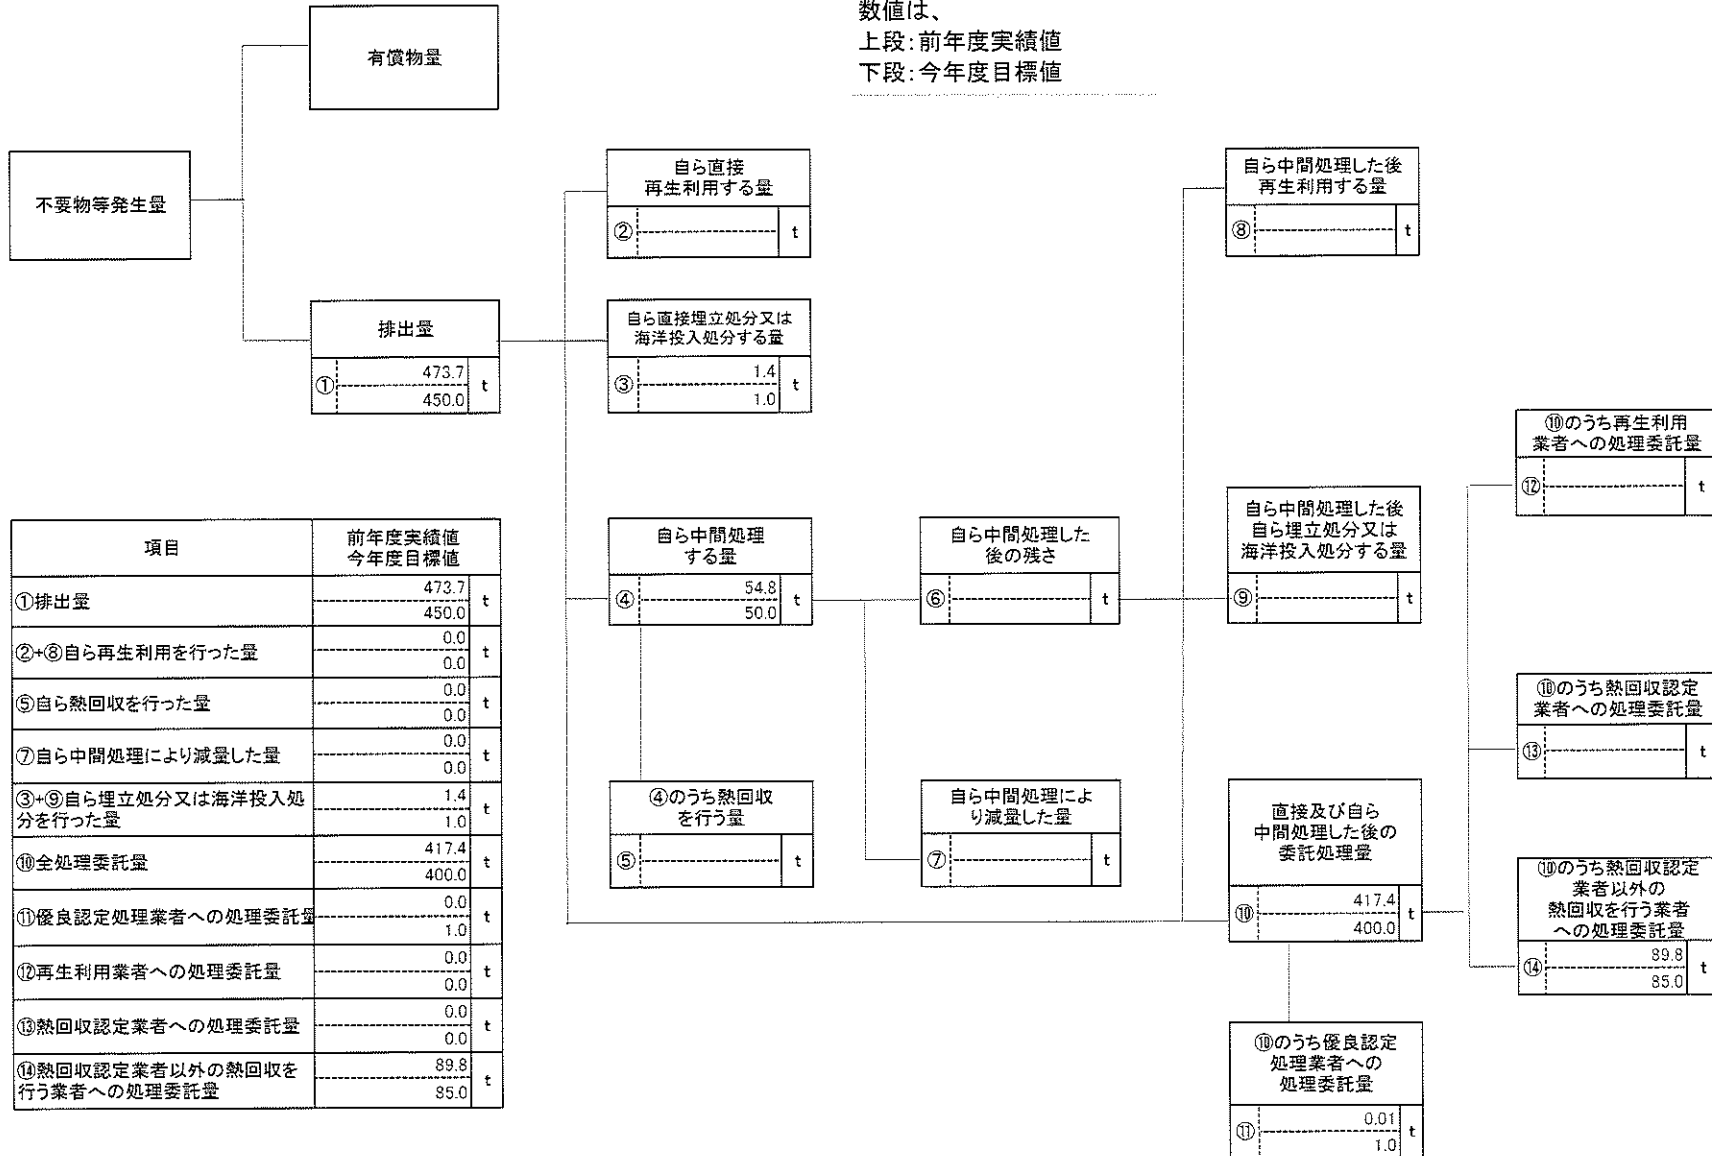 数値は、
上段:前年度実績値
下段:今年度目標値
有償物量
不要物等発生量
排出量
① 473.7 t
450.0
自ら直接
再生利用する量
② t
自ら直接埋立処分又は
海洋投入処分する量
③ 1.4 t
1.0
自ら中間処理した後
再生利用する量
⑧ t
自ら中間処理
する量
④ 54.8 t
50.0
自ら中間処理した
後の残さ
⑥ t
自ら中間処理した後
自ら埋立処分又は
海洋投入処分する量
⑨ t
④のうち熱回収
を行う量
⑤ t
自ら中間処理によ
り減量した量
⑦ t
直接及び自ら
中間処理した後の
委託処理量
⑩ 417.4 t
400.0
⑩のうち優良認定
処理業者への
処理委託量
⑪ 0.01 t
1.0
⑩のうち再生利用
業者への処理委託量
⑫ t
⑩のうち熱回収認定
業者への処理委託量
⑬ t
⑩のうち熱回収認定
業者以外の
熱回収を行う業者
への処理委託量
⑭ 89.8 t
85.0
項目 前年度実績値
今年度目標値
①排出量 473.7 t
450.0
②+⑧自ら再生利用を行った量 0.0 t
0.0
⑤自ら熱回収を行った量 0.0 t
0.0
⑦自ら中間処理により減量した量 0.0 t
0.0
③+⑨自ら埋立処分又は海洋投入処 1.4 t
分を行った量 1.0
⑩全処理委託量 417.4 t
400.0
⑪優良認定処理業者への処理委託量 0.0 t
1.0
⑫再生利用業者への処理委託量 0.0 t
0.0
⑬熱回収認定業者への処理委託量 0.0 t
0.0
⑭熱回収認定業者以外の熱回収を 89.8 t
行う業者への処理委託量 85.0